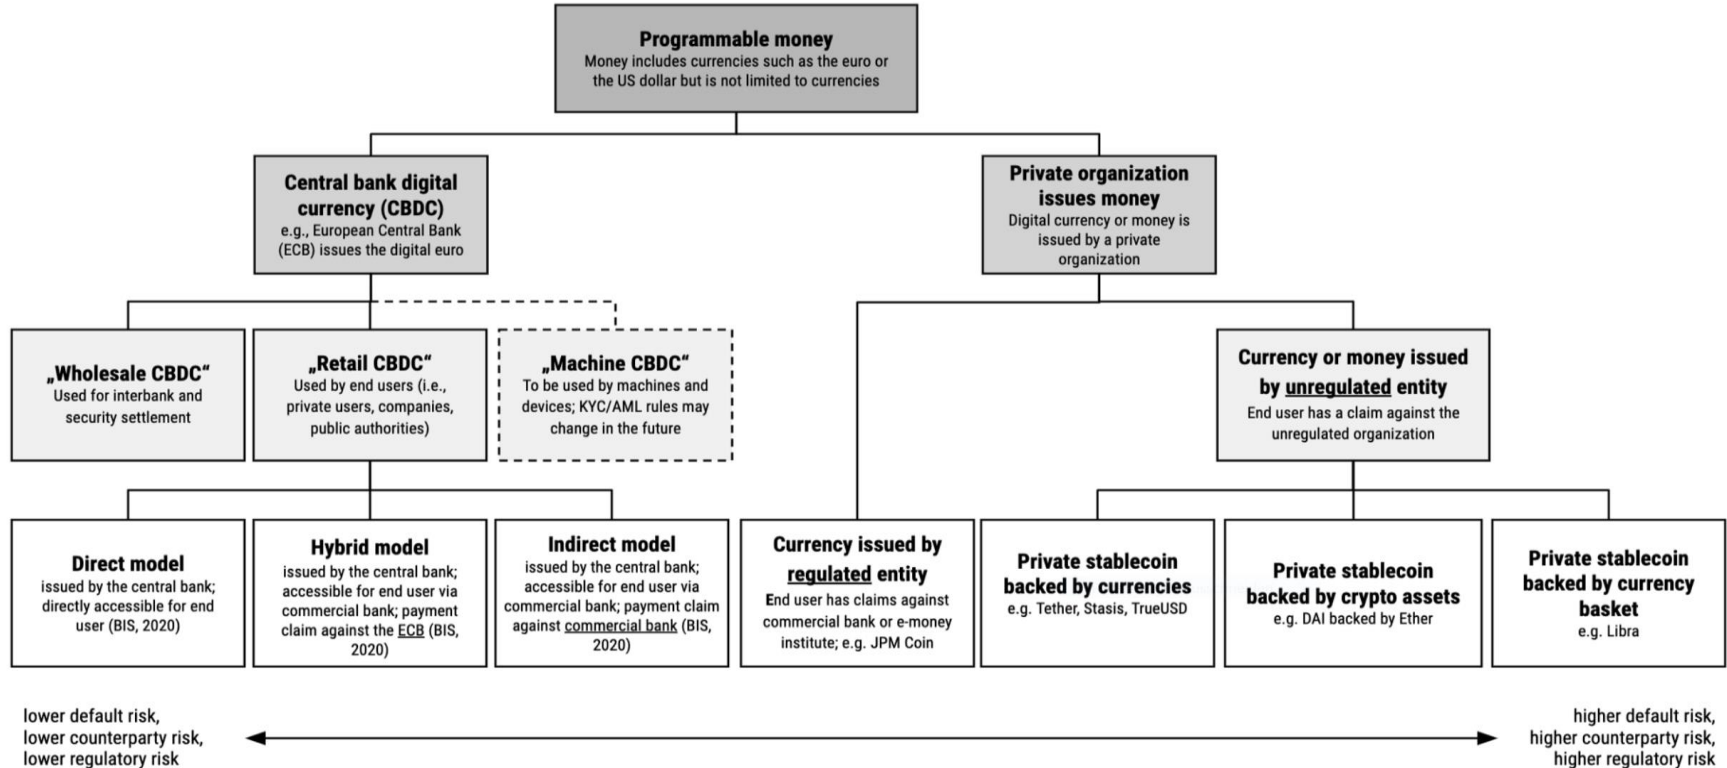 Programmable money
Money includes currencies such as the euro or
the US dollar but is not limited to currencies
Central bank digital
currency (CBDC)
e.g., European Central Bank
(ECB) issues the digital euro
Private organization
issues money
Digital currency or money is
issued by a private
organization
„Wholesale CBDC“
Used for interbank and
security settlement
„Retail CBDC“
Used by end users (i.e.,
private users, companies,
public authorities)
„Machine CBDC“
To be used by machines and
devices; KYC/AML rules may
change in the future
Currency or money issued
by unregulated entity
End user has a claim against the
unregulated organization
Direct model
issued by the central bank;
directly accessible for end
user (BIS, 2020)
Hybrid model
issued by the central bank;
accessible for end user via
commercial bank; payment
claim against the ECB (BIS,
2020)
Indirect model
issued by the central bank;
accessible for end user via
commercial bank; payment claim
against commercial bank (BIS,
2020)
Currency issued by
regulated entity
End user has claims against
commercial bank or e-money
institute; e.g. JPM Coin
Private stablecoin
backed by currencies
e.g. Tether, Stasis, TrueUSD
Private stablecoin
backed by crypto assets
e.g. DAI backed by Ether
Private stablecoin
backed by currency
basket
e.g. Libra
lower default risk,
lower counterparty risk,
lower regulatory risk
higher default risk,
higher counterparty risk,
higher regulatory risk